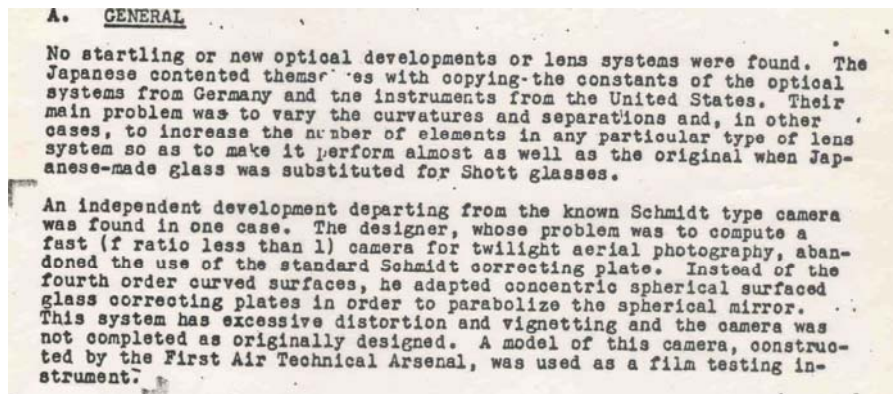 A. GENERAL
No startling or new optical developments or lens systems were found. The
Japanese contented themselves with copying the constants of the optical
systems from Germany and the instruments from the United States. Their
main problem was to vary the curvatures and separations and, in other
cases, to increase the number of elements in any particular type of lens
system so as to make it perform almost as well as the original when Jap-
anese-made glass was substituted for Shott glasses.
An independent development departing from the known Schmidt type camera
was found in one case. The designer, whose problem was to compute a
fast (f ratio less than 1) camera for twilight aerial photography, aban-
doned the use of the standard Schmidt correcting plate. Instead of the
fourth order curved surfaces, he adapted concentric spherical surfaced
glass correcting plates in order to parabolize the spherical mirror.
This system has excessive distortion and vignetting and the camera was
not completed as originally designed. A model of this camera, construc-
ted by the First Air Technical Arsenal, was used as a film testing in-
strument.